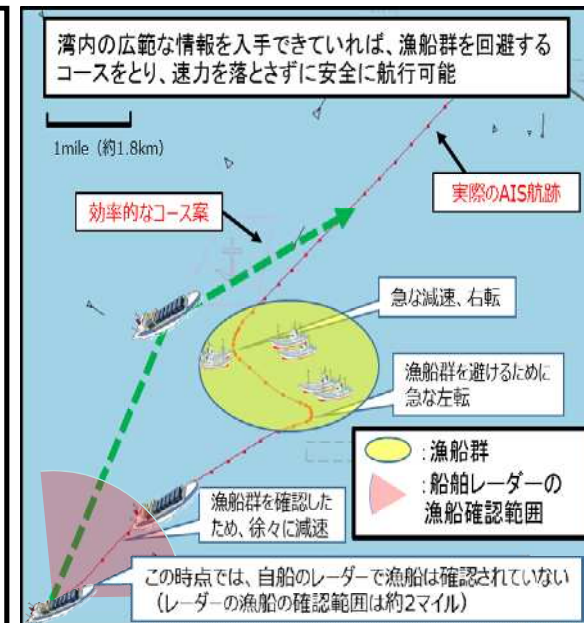 湾内の広範な情報を入手できていれば、漁船群を回避する
コースをとり、速力を落とさずに安全に航行可能
1mile (約1.8km)
実際のAIS航跡
効率的なコース案
急な減速、右転
漁船群を避けるために
急な左転
:漁船群
:船舶レーダーの
漁船確認範囲
漁船群を確認した
ため、徐々に減速
この時点では、自船のレーダーで漁船は確認されていない
(レーダーの漁船の確認範囲は約2マイル)